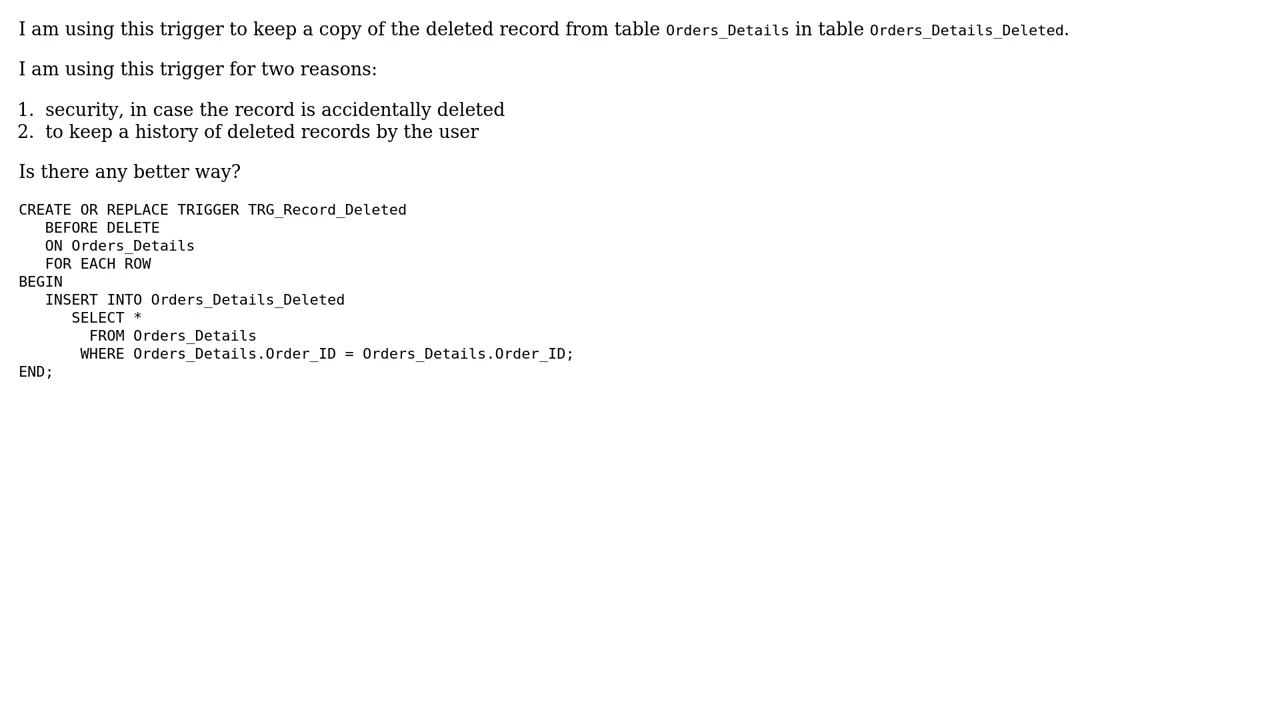 I am using this trigger to keep a copy of the deleted record from table Orders_Details in table Orders_Details_Deleted.
I am using this trigger for two reasons:
1. security, in case the record is accidentally deleted
2. to keep a history of deleted records by the user
Is there any better way?
CREATE OR REPLACE TRIGGER TRG_Record_Deleted
   BEFORE DELETE
   ON Orders_Details
   FOR EACH ROW
BEGIN
   INSERT INTO Orders_Details_Deleted
      SELECT *
        FROM Orders_Details
       WHERE Orders_Details.Order_ID = Orders_Details.Order_ID;
END;